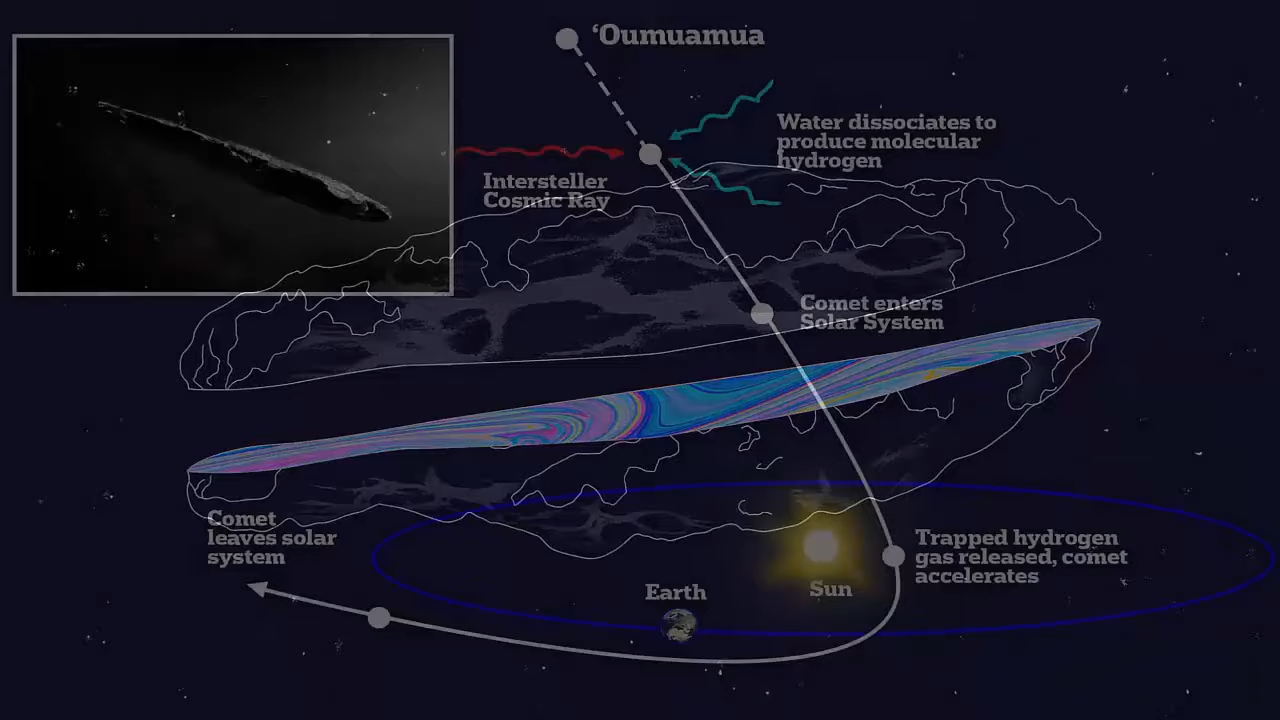 ‘Oumuamua
Water dissociates to
produce molecular
hydrogen
Intersteller
Cosmic Ray
Comet enters
Solar System
Comet
leaves solar
system
Trapped hydrogen
gas released, comet
accelerates
Sun
Earth